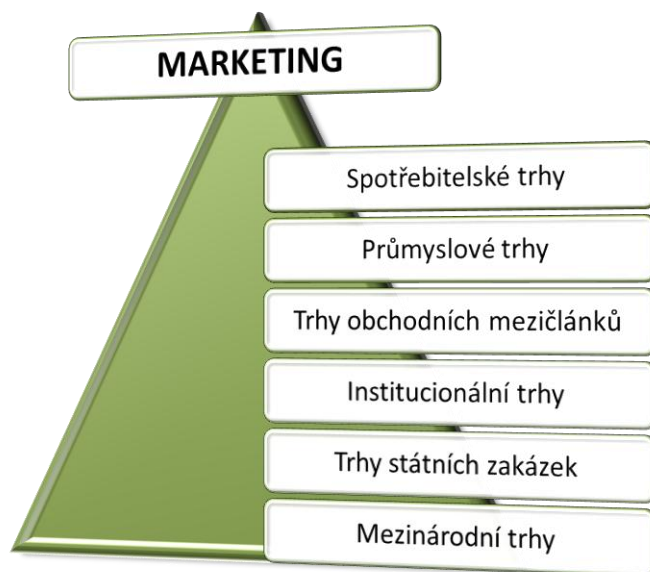 MARKETING
Spotřebitelské trhy
Průmyslové trhy
Trhy obchodních mezičlánků
Institucionální trhy
Trhy státních zakázek
Mezinárodní trhy